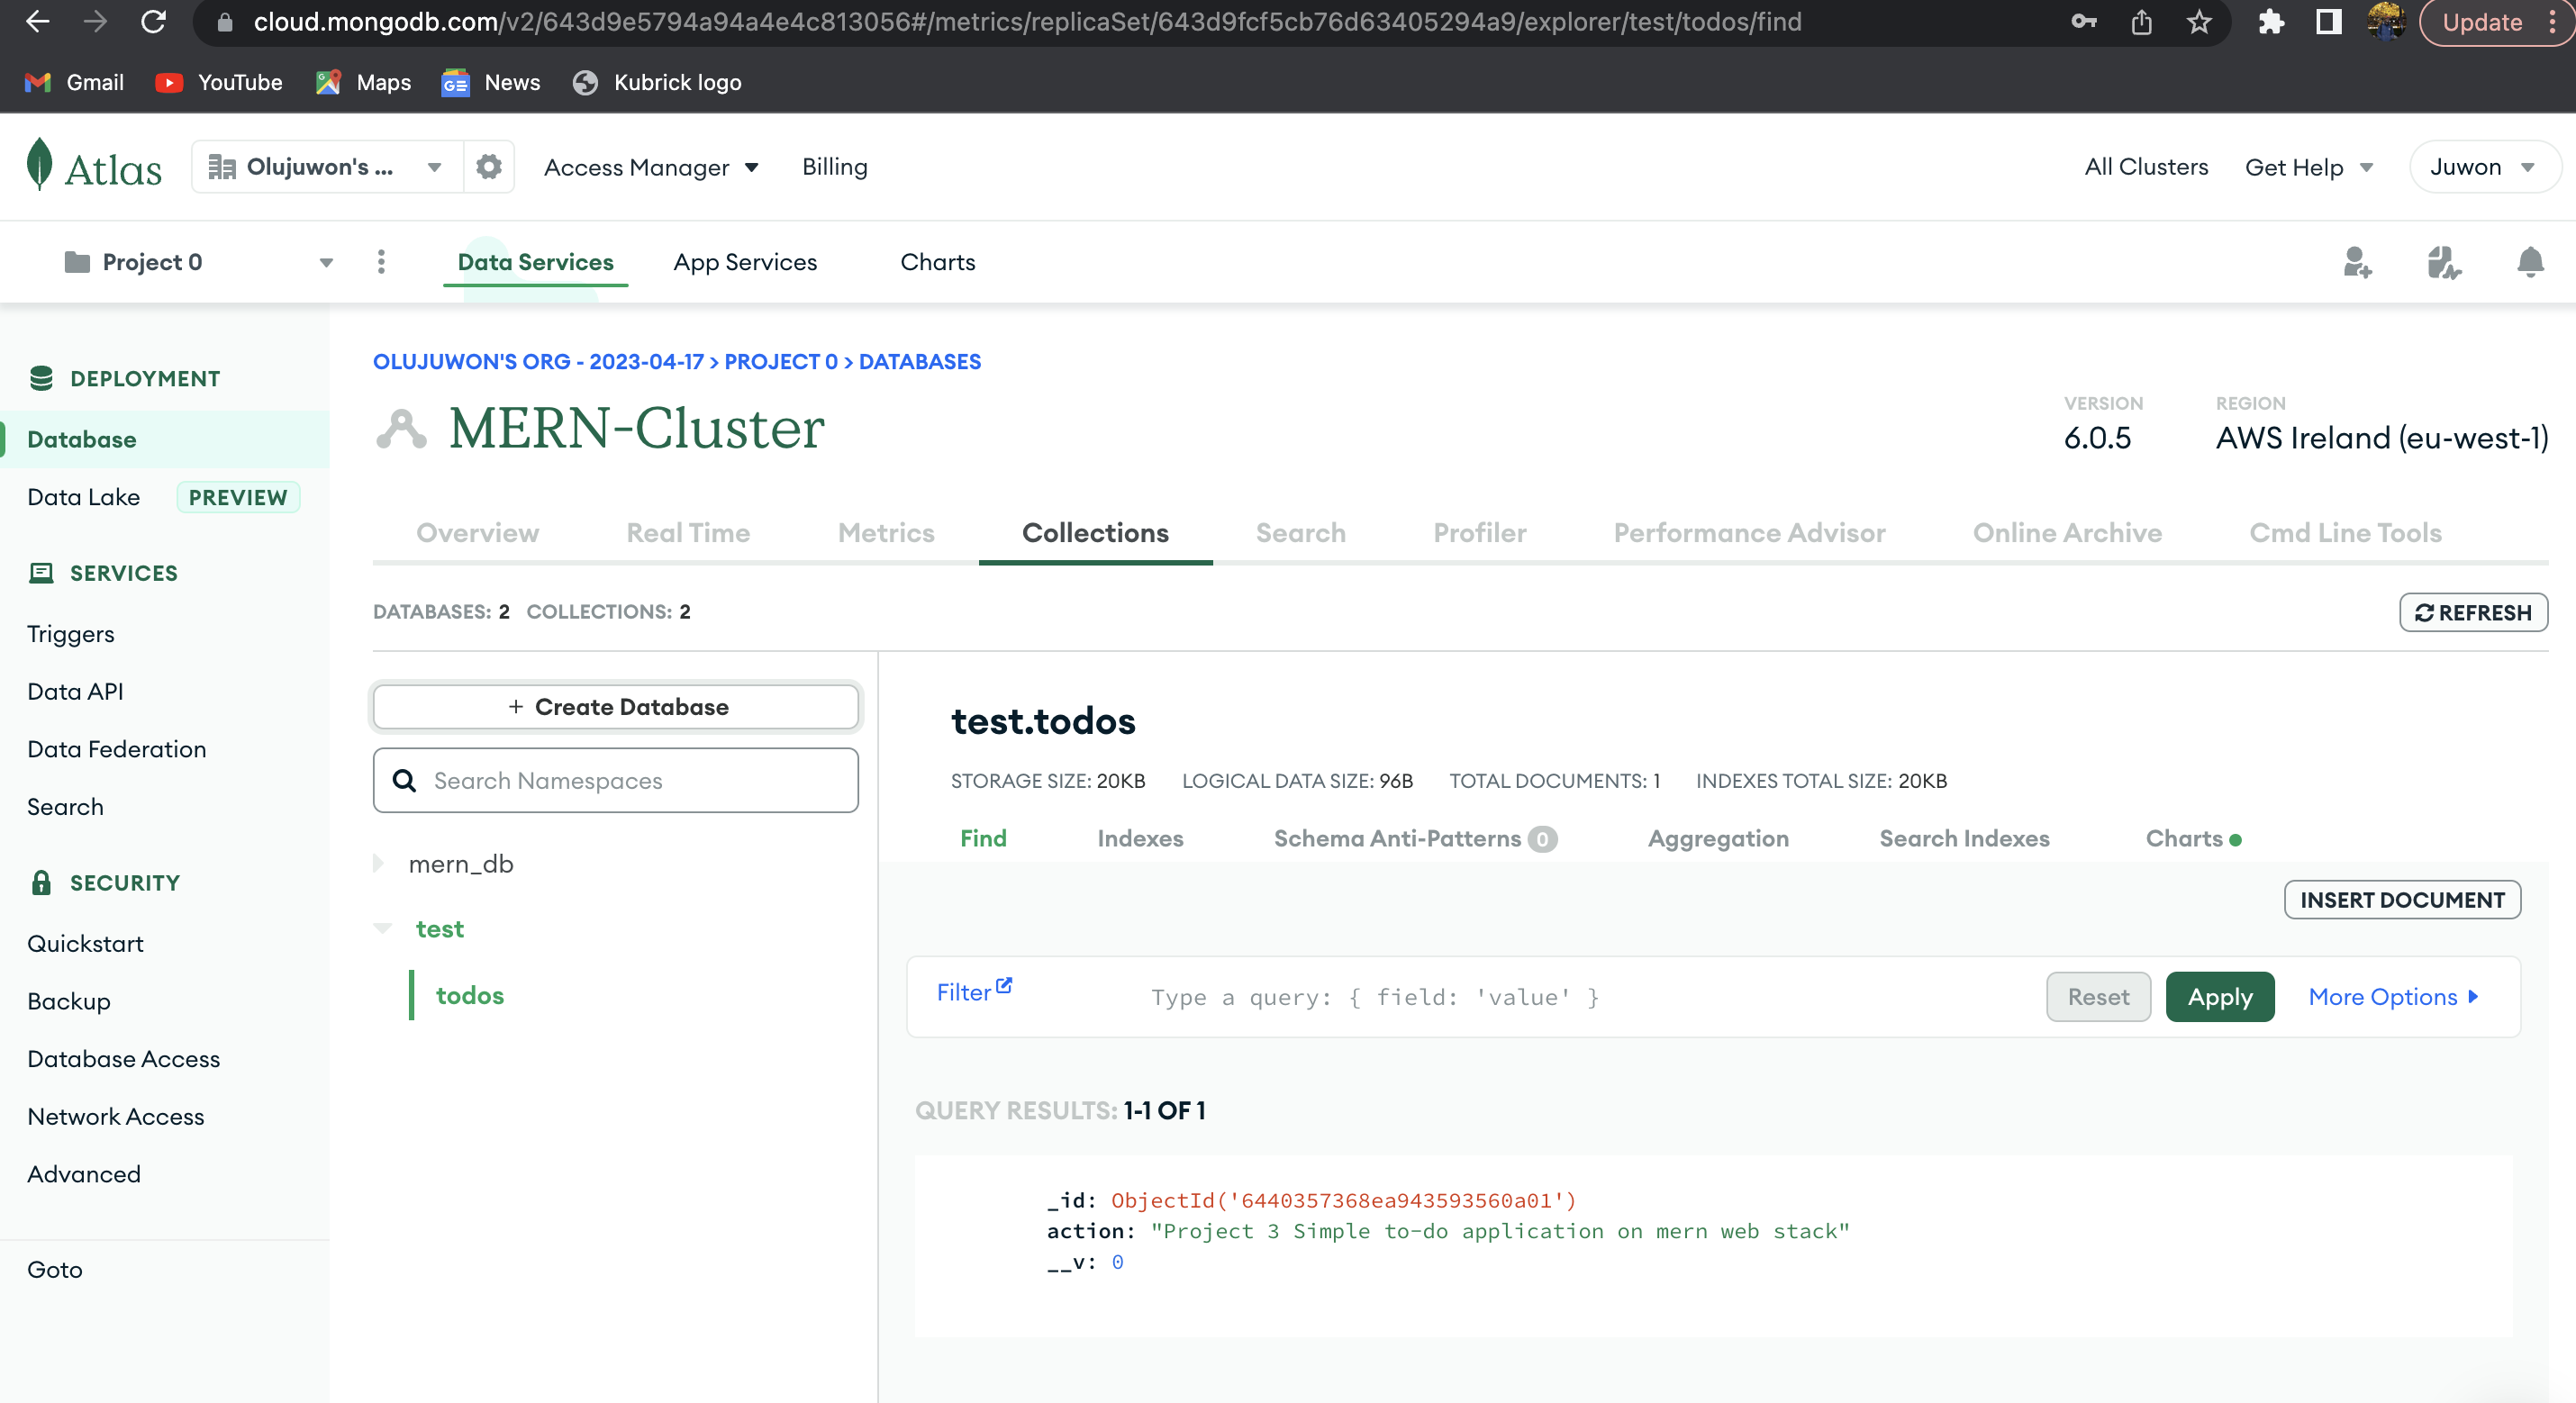 cloud.mongodb.com/v2/643d9e5794a94a4e4c813056#/metrics/replicaSet/643d9fcf5cb76d63405294a9/explorer/test/todos/find
Update
Gmail YouTube Maps News Kubrick logo
Atlas Olujuwon's ... Access Manager Billing All Clusters Get Help Juwon
Project 0 Data Services App Services Charts
DEPLOYMENT
Database
Data Lake PREVIEW
SERVICES
Triggers
Data API
Data Federation
Search
SECURITY
Quickstart
Backup
Database Access
Network Access
Advanced
Goto
OLUJUWON'S ORG - 2023-04-17 > PROJECT 0 > DATABASES
MERN-Cluster
VERSION
6.0.5
REGION
AWS Ireland (eu-west-1)
Overview Real Time Metrics Collections Search Profiler Performance Advisor Online Archive Cmd Line Tools
DATABASES: 2 COLLECTIONS: 2
REFRESH
+ Create Database
Search Namespaces
mern_db
test
todos
test.todos
STORAGE SIZE: 20KB LOGICAL DATA SIZE: 96B TOTAL DOCUMENTS: 1 INDEXES TOTAL SIZE: 20KB
Find Indexes Schema Anti-Patterns 0 Aggregation Search Indexes Charts
INSERT DOCUMENT
Filter Type a query: { field: 'value' } Reset Apply More Options
QUERY RESULTS: 1-1 OF 1
_id: ObjectId('6440357368ea943593560a01')
action: "Project 3 Simple to-do application on mern web stack"
__v: 0